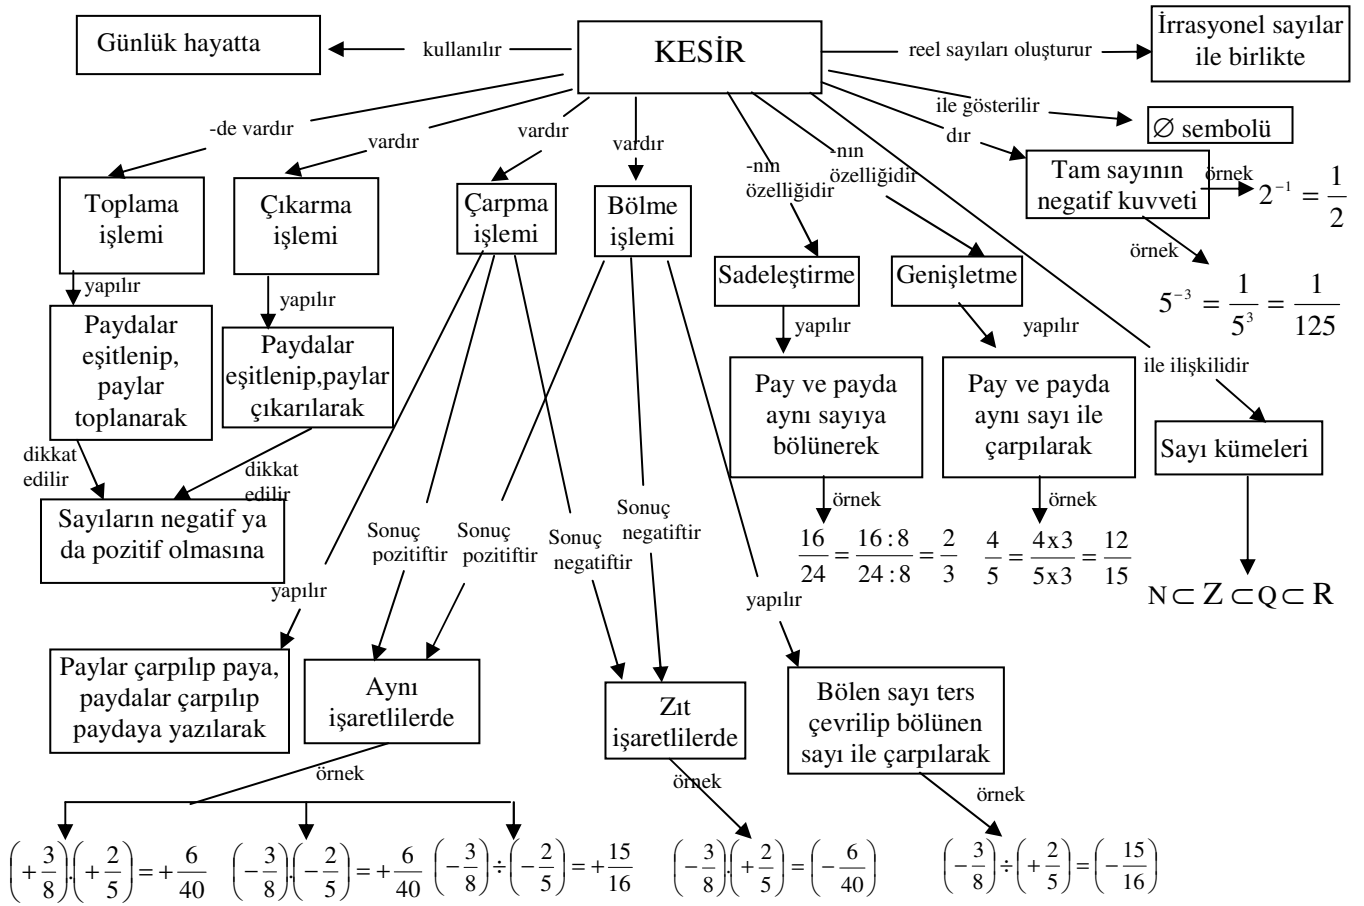 KESİR
Günlük hayatta
kullanılır
reel sayıları oluşturur
İrrasyonel sayılar
ile birlikte
ile gösterilir
∅ sembolü
dır
Tam sayının
negatif kuvveti
örnek
2⁻¹ = 1/2
örnek
5⁻³ = 1/5³ = 1/125
-de vardır
vardır
vardır
vardır
-nın
özelliğidir
-nın
özelliğidir
Toplama
işlemi
Çıkarma
işlemi
Çarpma
işlemi
Bölme
işlemi
Sadeleştirme
Genişletme
yapılır
yapılır
yapılır
yapılır
ile ilişkilidir
Paydalar
eşitlenip,
paylar
toplanarak
Paydalar
eşitlenip,paylar
çıkarılarak
Pay ve payda
aynı sayıya
bölünerek
Pay ve payda
aynı sayı ile
çarpılarak
Sayı kümeleri
dikkat
edilir
dikkat
edilir
Sayıların negatif ya
da pozitif olmasına
örnek
16/24 = 16:8/24:8 = 2/3
örnek
4/5 = 4x3/5x3 = 12/15
N ⊂ Z ⊂ Q ⊂ R
yapılır
Sonuç
pozitiftir
Sonuç
pozitiftir
Sonuç
negatiftir
Sonuç
negatiftir
yapılır
Paylar çarpılıp paya,
paydalar çarpılıp
paydaya yazılarak
Aynı
işaretlilerde
Zıt
işaretlilerde
Bölen sayı ters
çevrilip bölünen
sayı ile çarpılarak
örnek
örnek
örnek
(+3/8).(+2/5) = +6/40
(−3/8).(−2/5) = +6/40
(−3/8)÷(−2/5) = +15/16
(−3/8).(+2/5) = (−6/40)
(−3/8)÷(+2/5) = (−15/16)